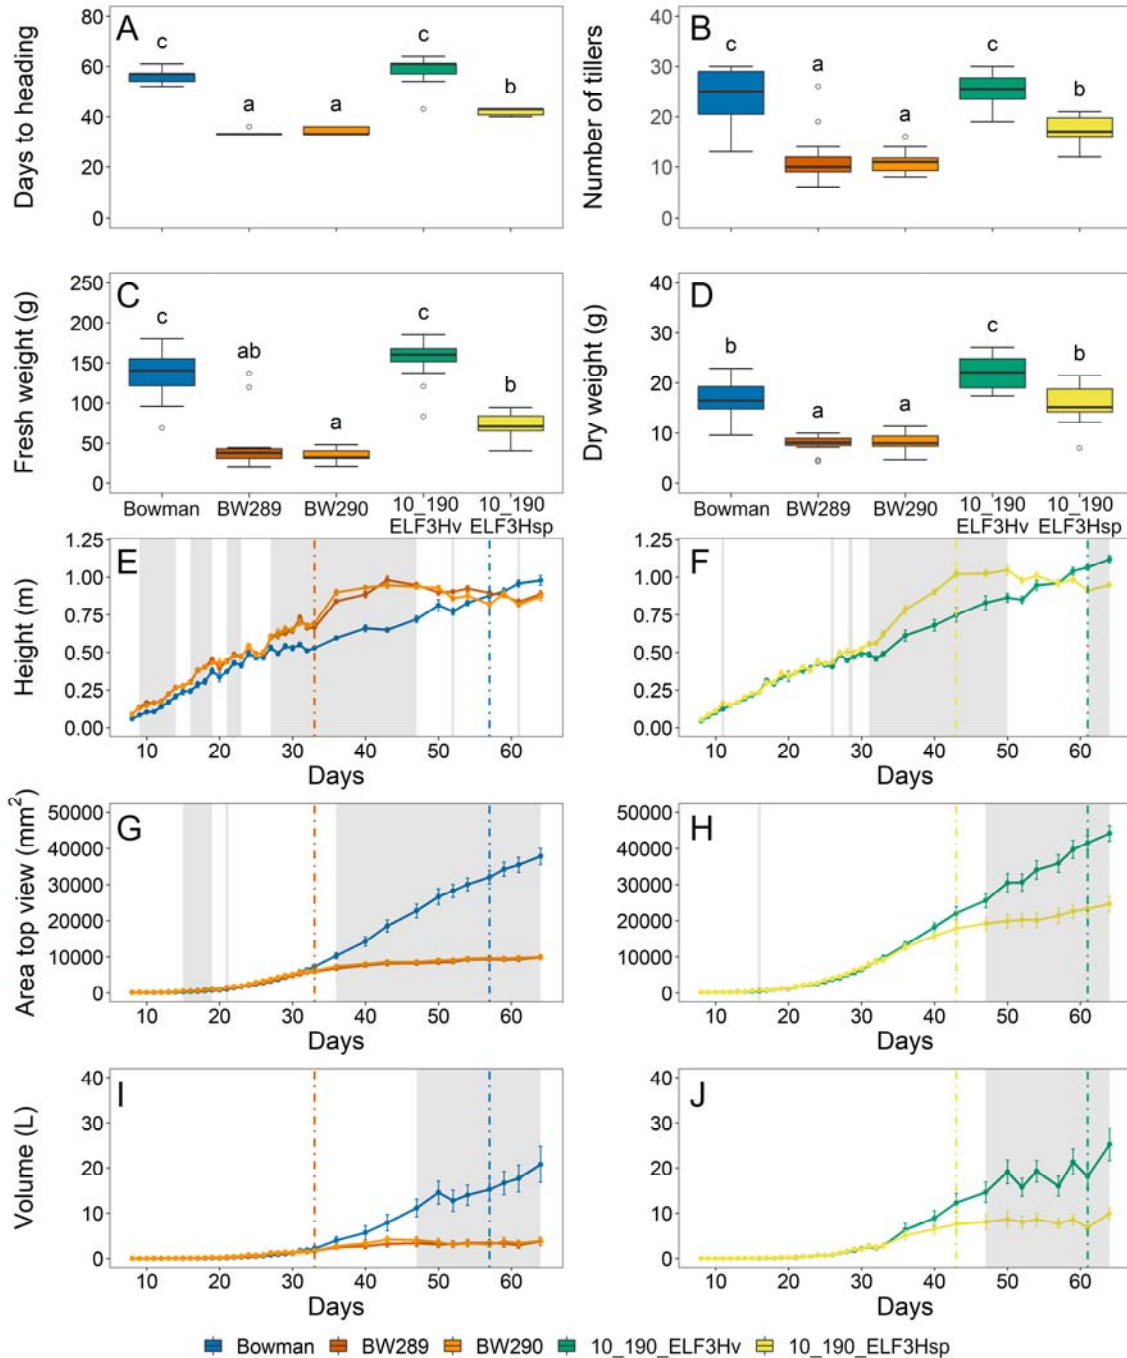 A
Days to heading
80
60
40
20
0
c
a
a
c
b
B
Number of tillers
40
30
20
10
0
c
a
a
c
b
C
Fresh weight (g)
250
200
150
100
50
0
c
ab
a
c
b
Bowman BW289 BW290 10_190 10_190
ELF3Hv ELF3Hsp
D
Dry weight (g)
40
30
20
10
0
b
a
a
c
b
Bowman BW289 BW290 10_190 10_190
ELF3Hv ELF3Hsp
E
Height (m)
1.25
1.00
0.75
0.50
0.25
0.00
10 20 30 40 50 60
Days
F
1.25
1.00
0.75
0.50
0.25
0.00
10 20 30 40 50 60
Days
G
Area top view (mm²)
50000
40000
30000
20000
10000
0
10 20 30 40 50 60
Days
H
50000
40000
30000
20000
10000
0
10 20 30 40 50 60
Days
I
Volume (L)
40
30
20
10
0
10 20 30 40 50 60
Days
J
40
30
20
10
0
10 20 30 40 50 60
Days
Bowman BW289 BW290 10_190_ELF3Hv 10_190_ELF3Hsp